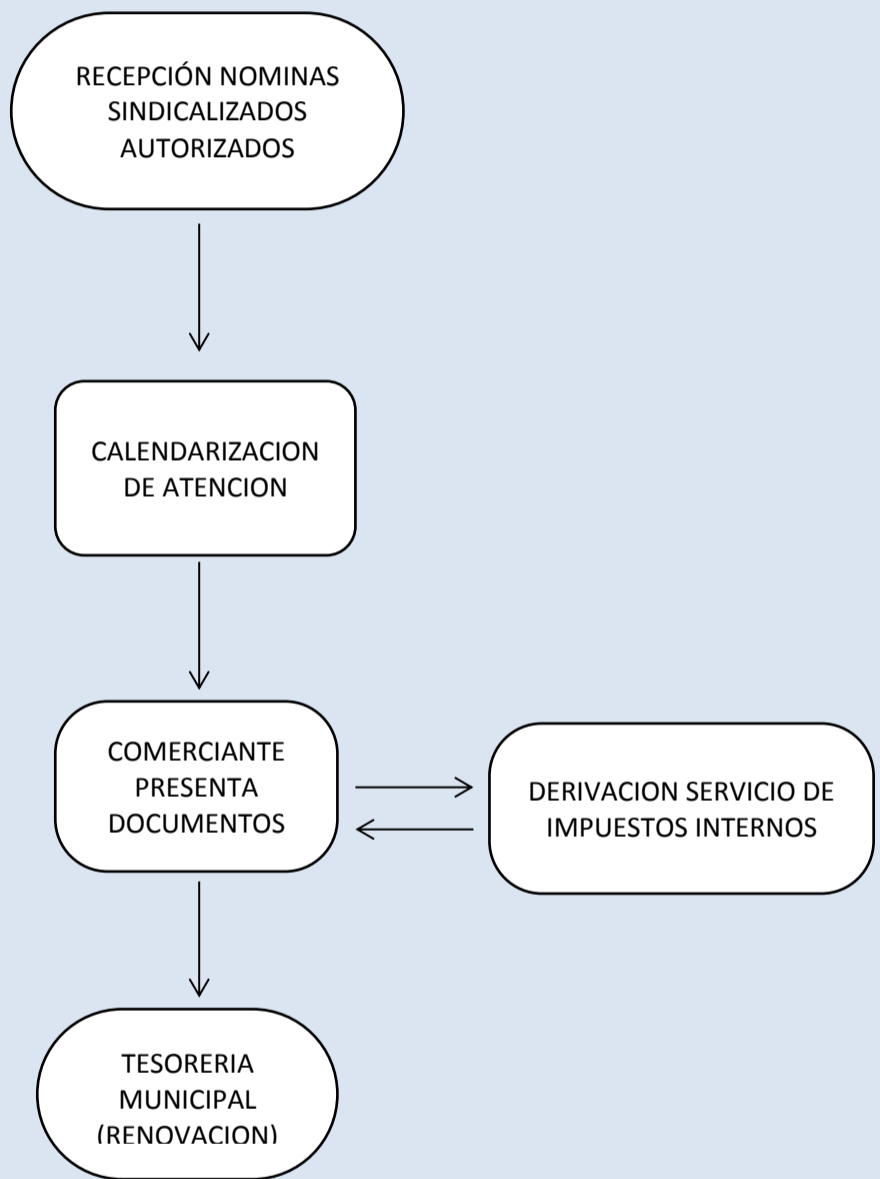 RECEPCIÓN NOMINAS
SINDICALIZADOS
AUTORIZADOS
CALENDARIZACION
DE ATENCION
COMERCIANTE
PRESENTA
DOCUMENTOS
DERIVACION SERVICIO DE
IMPUESTOS INTERNOS
TESORERIA
MUNICIPAL
(RENOVACION)